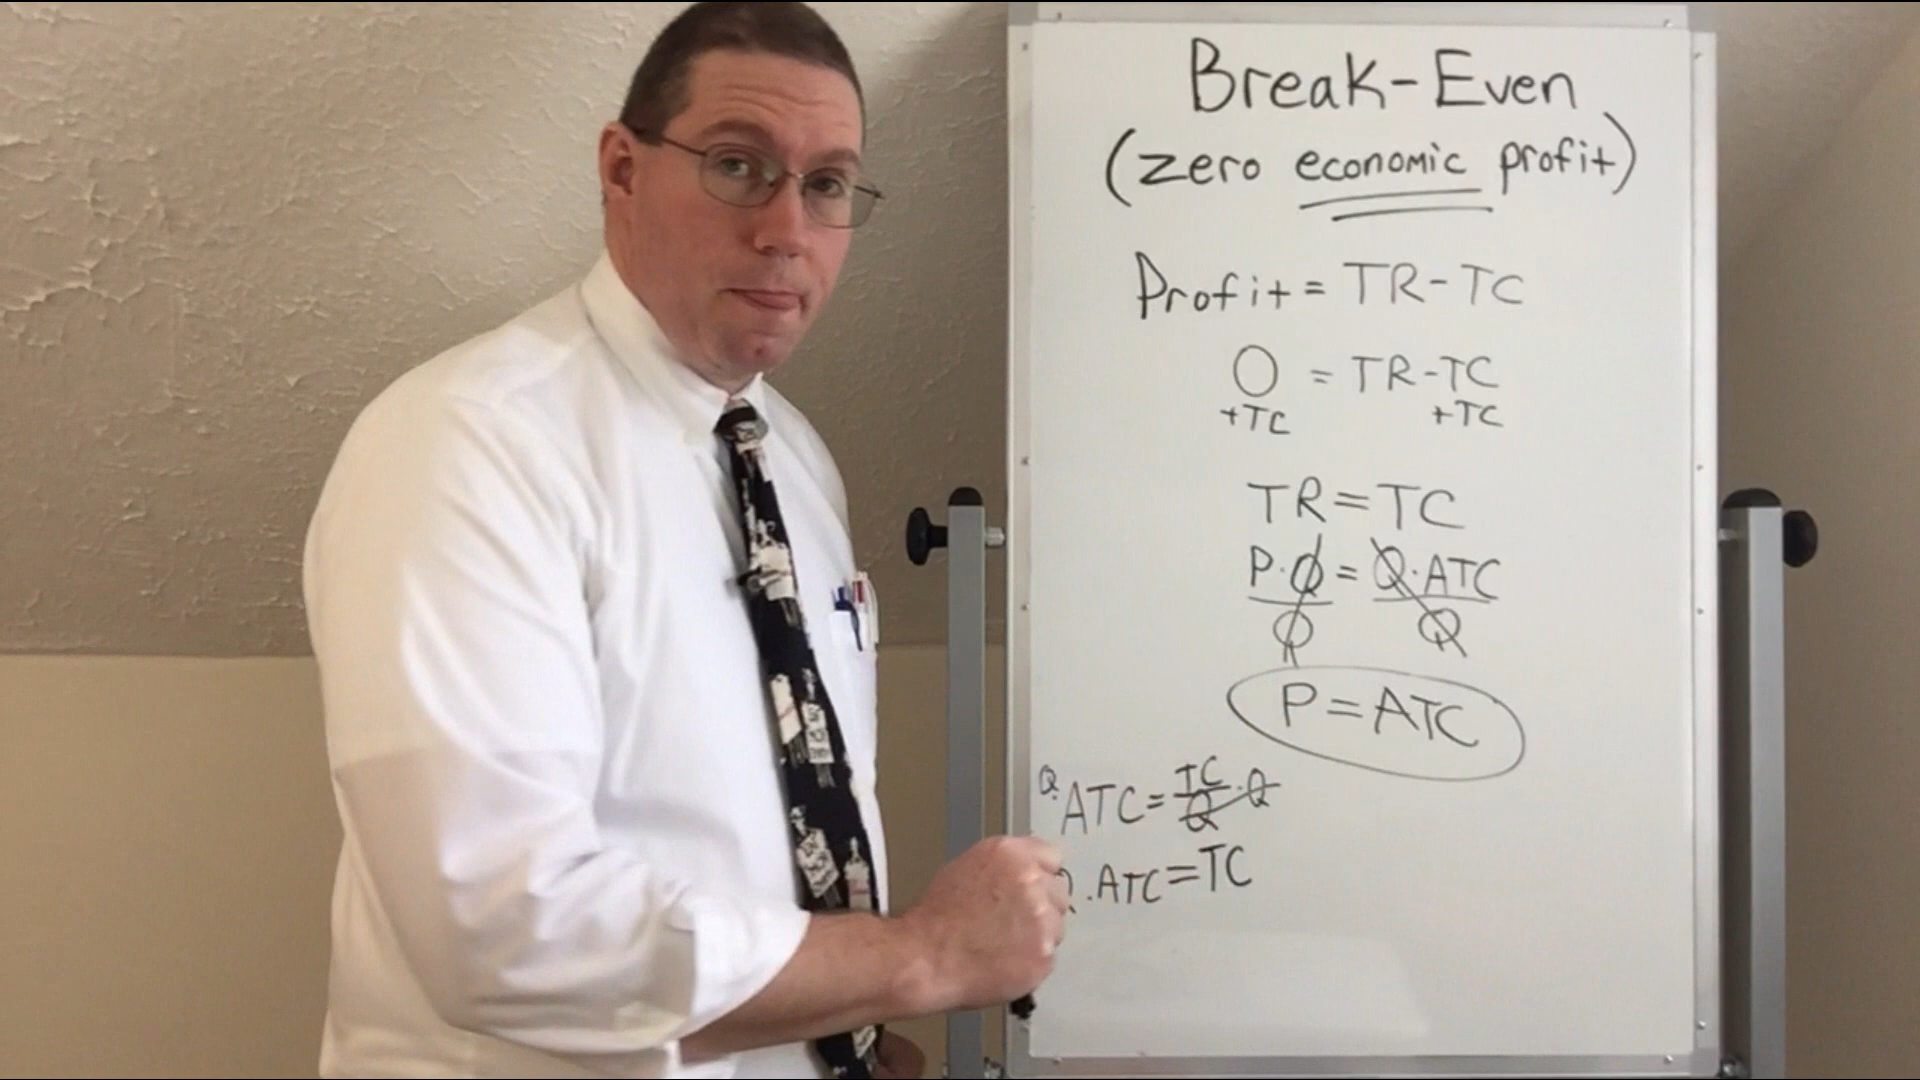 Break-Even
(zero economic profit)
Profit = TR-TC
0 = TR-TC
+TC +TC
TR=TC
P·Q = Q·ATC
Q Q
P=ATC
Q· ATC = TC/Q · Q
Q·ATC=TC